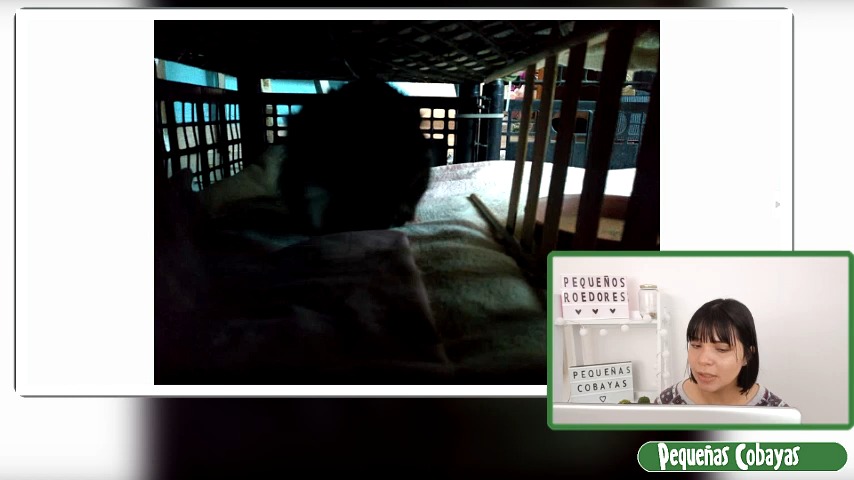 PEQUEÑOS
ROEDORES
PEQUEÑAS
COBAYAS
Pequeñas Cobayas